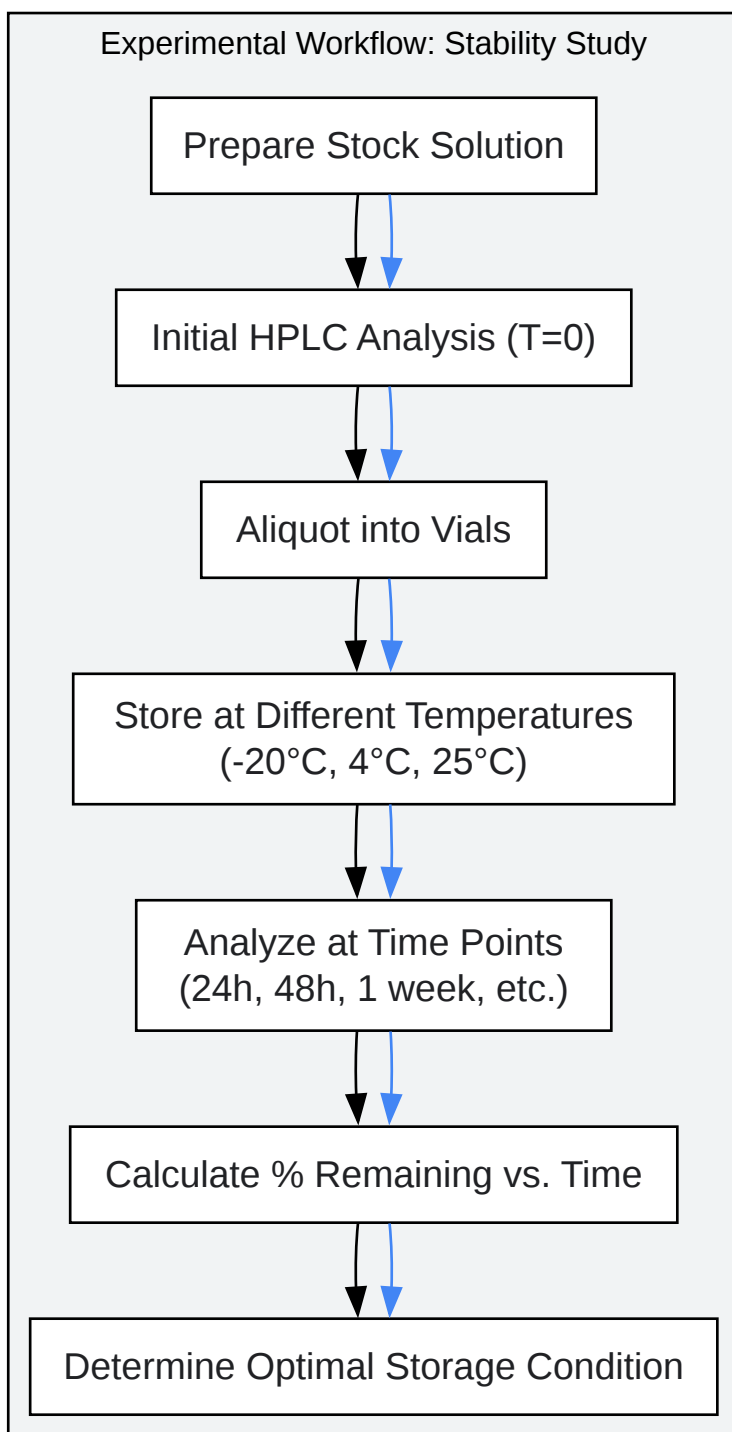 Experimental Workflow: Stability Study
Prepare Stock Solution
Initial HPLC Analysis (T=0)
Aliquot into Vials
Store at Different Temperatures
(-20°C, 4°C, 25°C)
Analyze at Time Points
(24h, 48h, 1 week, etc.)
Calculate % Remaining vs. Time
Determine Optimal Storage Condition